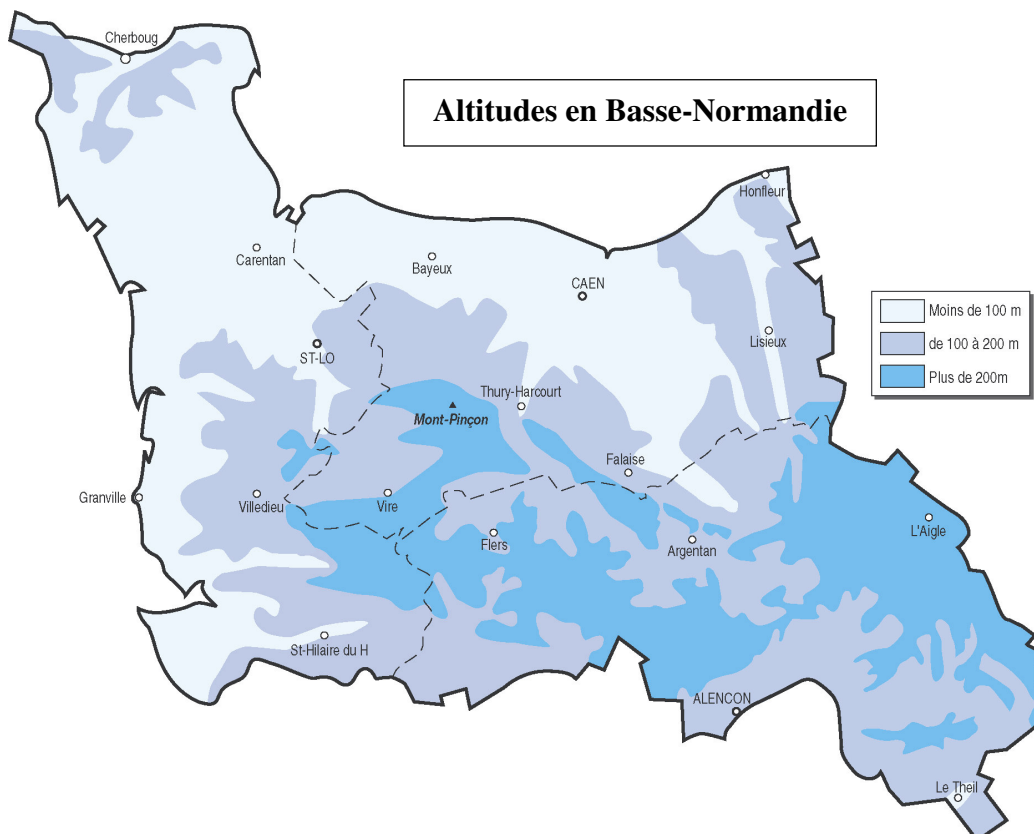 Cherboug
Altitudes en Basse-Normandie
Honfleur
Carentan
Bayeux
CAEN
Moins de 100 m
de 100 à 200 m
Plus de 200m
ST-LO
Lisieux
Thury-Harcourt
Mont-Pinçon
Falaise
Granville
Villedieu
Vire
Flers
Argentan
L'Aigle
St-Hilaire du H
ALENCON
Le Theil